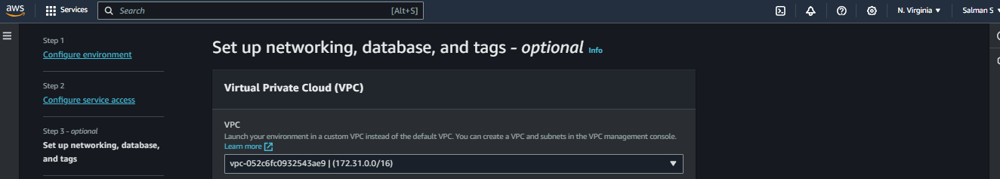 aws
Services
Search
[Alt+S]
N. Virginia
Salman S
Step 1
Configure environment
Step 2
Configure service access
Step 3 - optional
Set up networking, database,
and tags
Set up networking, database, and tags - optional Info
Virtual Private Cloud (VPC)
VPC
Launch your environment in a custom VPC instead of the default VPC. You can create a VPC and subnets in the VPC management console.
Learn more
vpc-052c6fc0932543ae9 | (172.31.0.0/16)